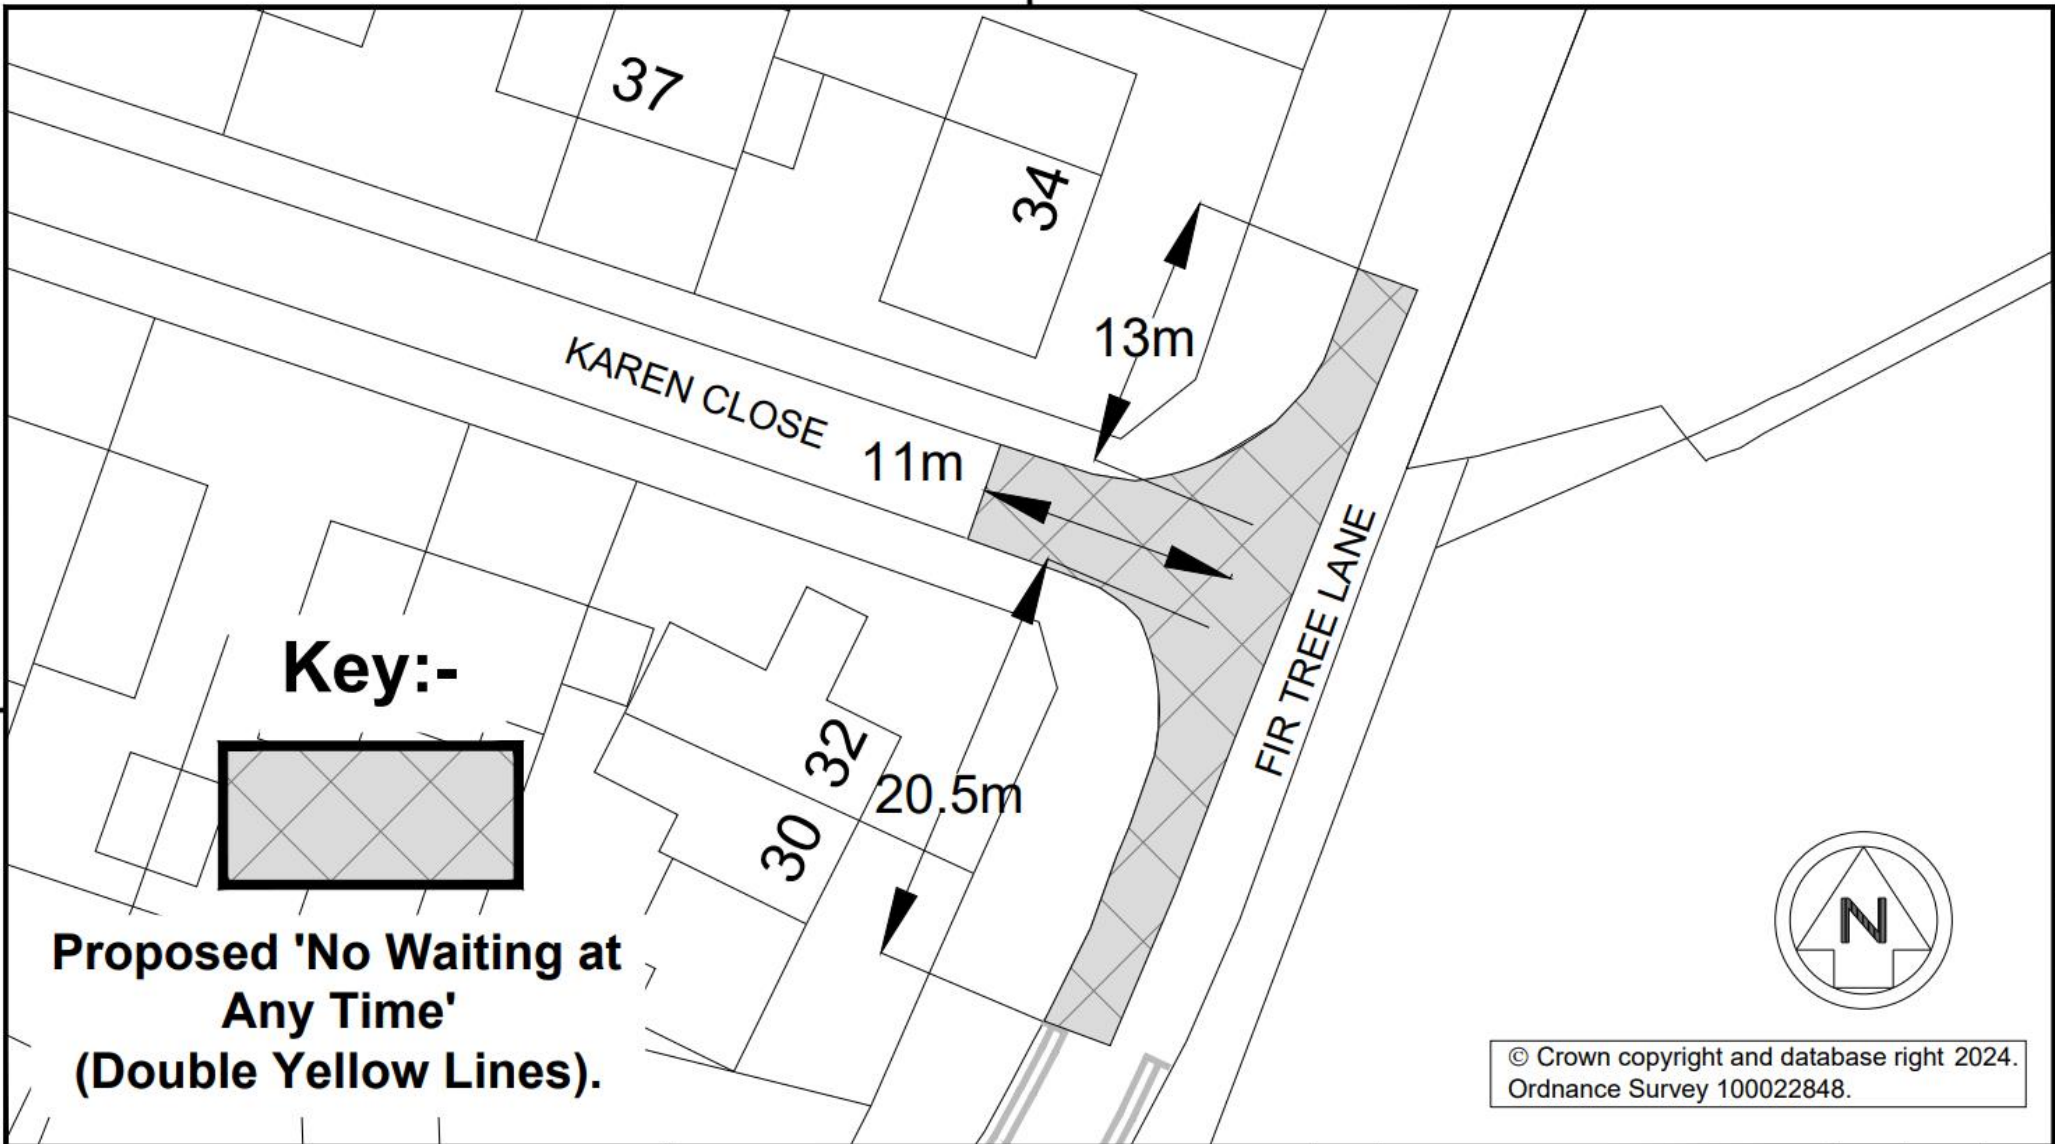 37
34
13m
KAREN CLOSE
11m
FIR TREE LANE
Key:-
32
20.5m
30
Proposed 'No Waiting at
Any Time'
(Double Yellow Lines).
N
© Crown copyright and database right 2024.
Ordnance Survey 100022848.